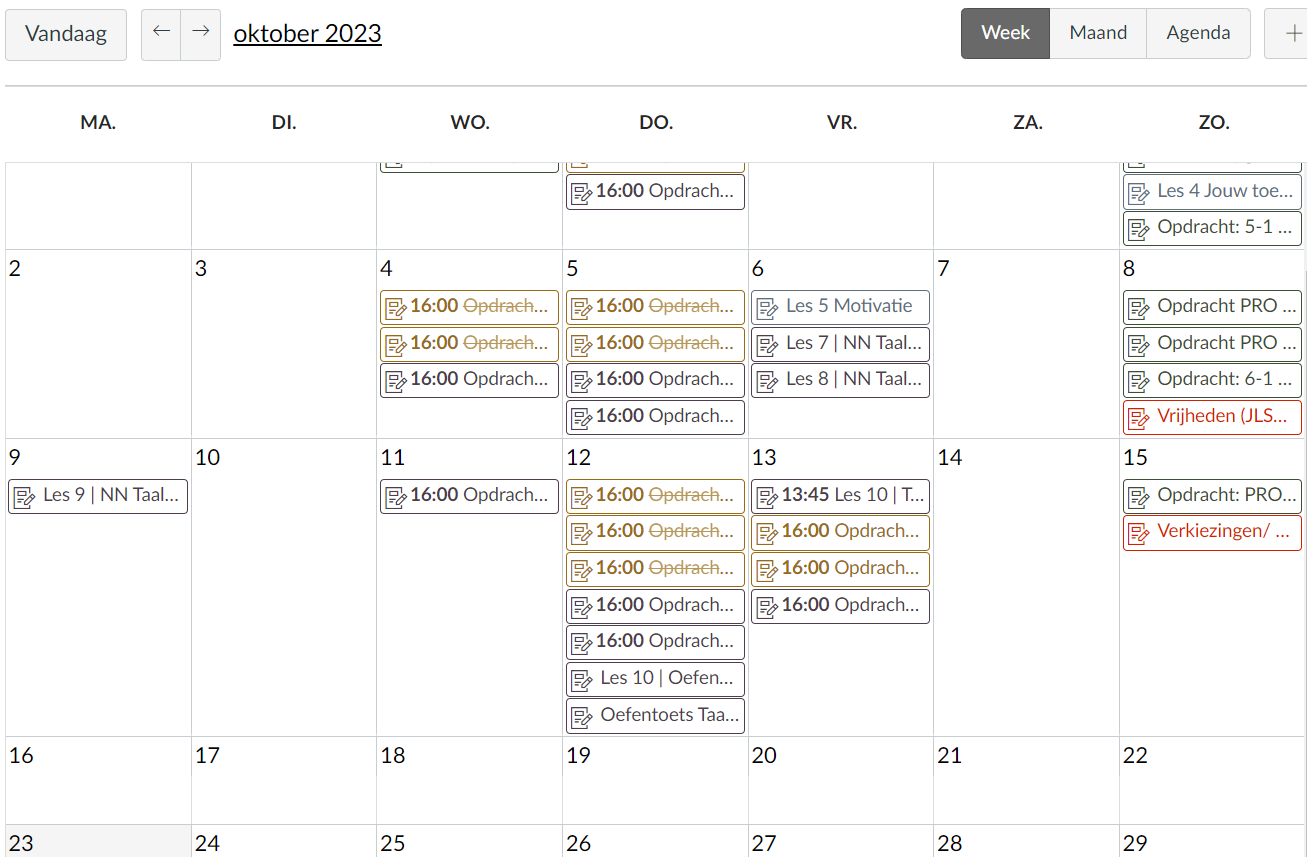 Vandaag ← → oktober 2023 Week Maand Agenda +
MA. DI. WO. DO. VR. ZA. ZO.
16:00 Opdrach... Les 4 Jouw toe...
Opdracht: 5-1 ...
2 3 4 5 6 7 8
16:00 Opdrach... 16:00 Opdrach... Les 5 Motivatie Opdracht PRO ...
16:00 Opdrach... 16:00 Opdrach... Les 7 | NN Taal... Opdracht PRO ...
16:00 Opdrach... 16:00 Opdrach... Les 8 | NN Taal... Opdracht: 6-1 ...
16:00 Opdrach... Vrijheden (JLS...
9 10 11 12 13 14 15
Les 9 | NN Taal... 16:00 Opdrach... 16:00 Opdrach... 13:45 Les 10 | T... Opdracht: PRO...
16:00 Opdrach... 16:00 Opdrach... Verkiezingen/ ...
16:00 Opdrach... 16:00 Opdrach...
16:00 Opdrach... 16:00 Opdrach...
16:00 Opdrach...
Les 10 | Oefen...
Oefentoets Taa...
16 17 18 19 20 21 22
23 24 25 26 27 28 29